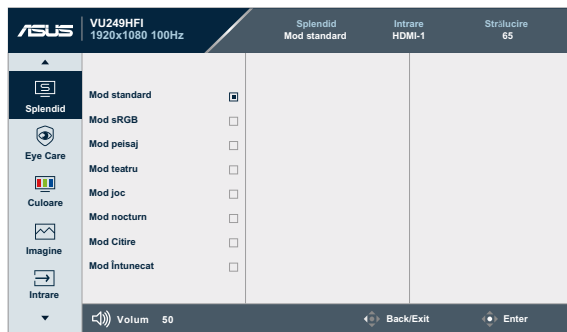 ASUS
VU249HFI
1920x1080 100Hz
Splendid
Mod standard
Intrare
HDMI-1
Strălucire
65
Splendid
Eye Care
Culoare
Imagine
Intrare
Mod standard
Mod sRGB
Mod peisaj
Mod teatru
Mod joc
Mod nocturn
Mod Citire
Mod Întunecat
Volum 50
Back/Exit
Enter